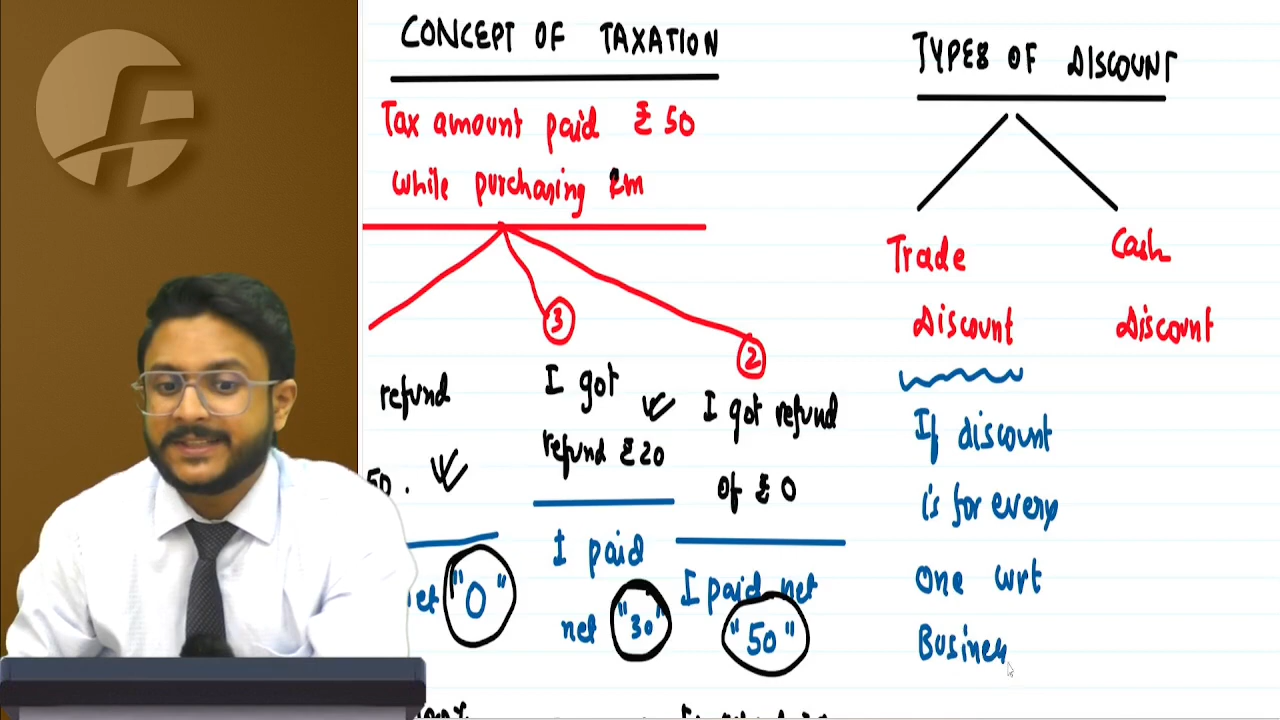 CONCEPT OF TAXATION
Tax amount paid ₹ 50
while purchasing RM
refund
50.
et "0"
3
I got
refund ₹ 20
I paid
net "30"
2
I got refund
of ₹ 0
I paid net
"50"
TYPES OF DISCOUNT
Trade
Discount
Cash
Discount
If discount
is for every
one wrt
Busines